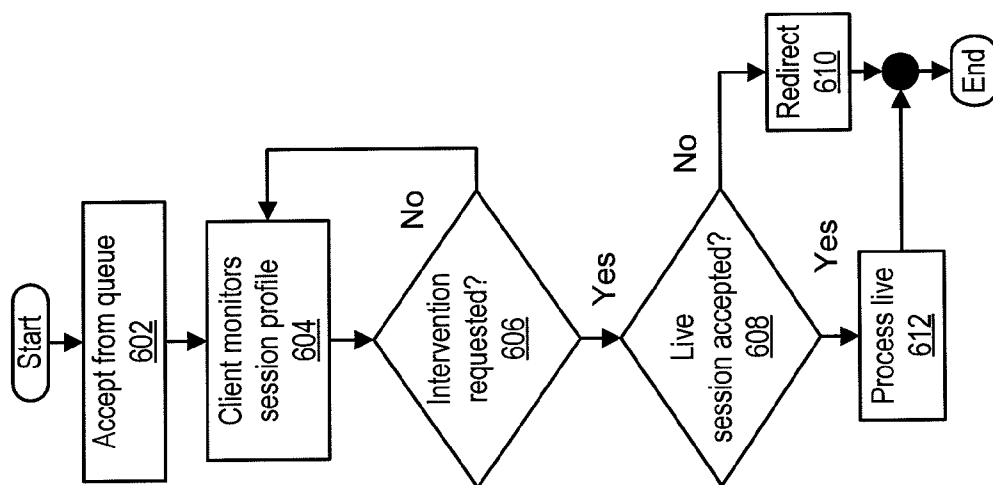 Start
Accept from queue
602
Client monitors
session profile
604
Intervention
requested?
606
No
Yes
Live
session accepted?
608
No
Yes
Redirect
610
Process live
612
End